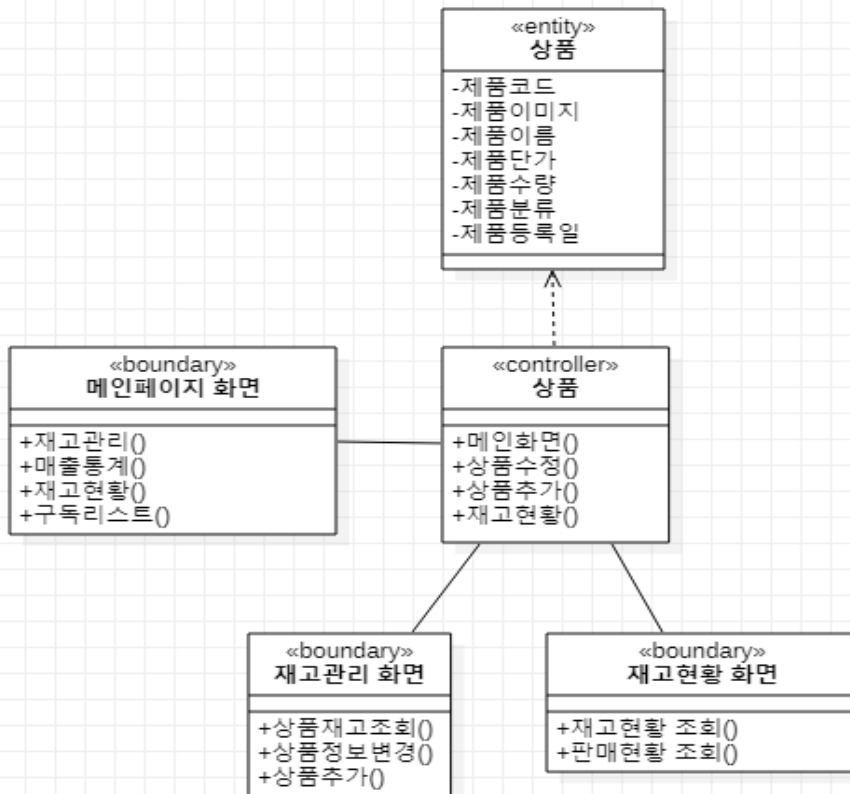 «entity»
상품
-제품코드
-제품이미지
-제품이름
-제품단가
-제품수량
-제품분류
-제품등록일
«boundary»
메인페이지 화면
+재고관리()
+매출통계()
+재고현황()
+구독리스트()
«controller»
상품
+메인화면()
+상품수정()
+상품추가()
+재고현황()
«boundary»
재고관리 화면
+상품재고조회()
+상품정보변경()
+상품추가()
«boundary»
재고현황 화면
+재고현황 조회()
+판매현황 조회()